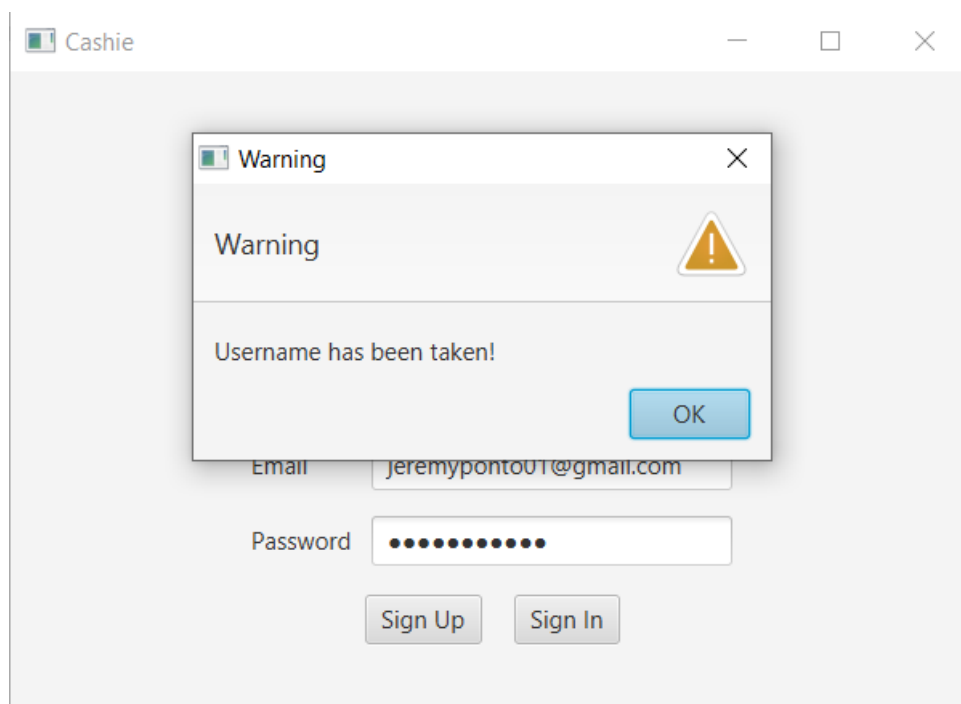 Cashie
Warning
Warning
Username has been taken!
OK
Email jeremyponto01@gmail.com
Password
Sign Up Sign In